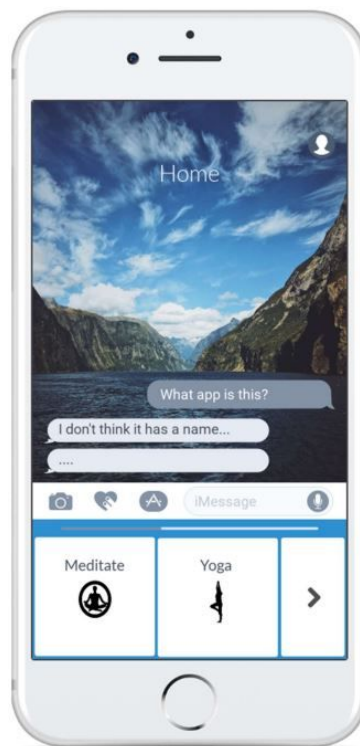 Home
What app is this?
I don't think it has a name...
....
iMessage
Meditate
Yoga